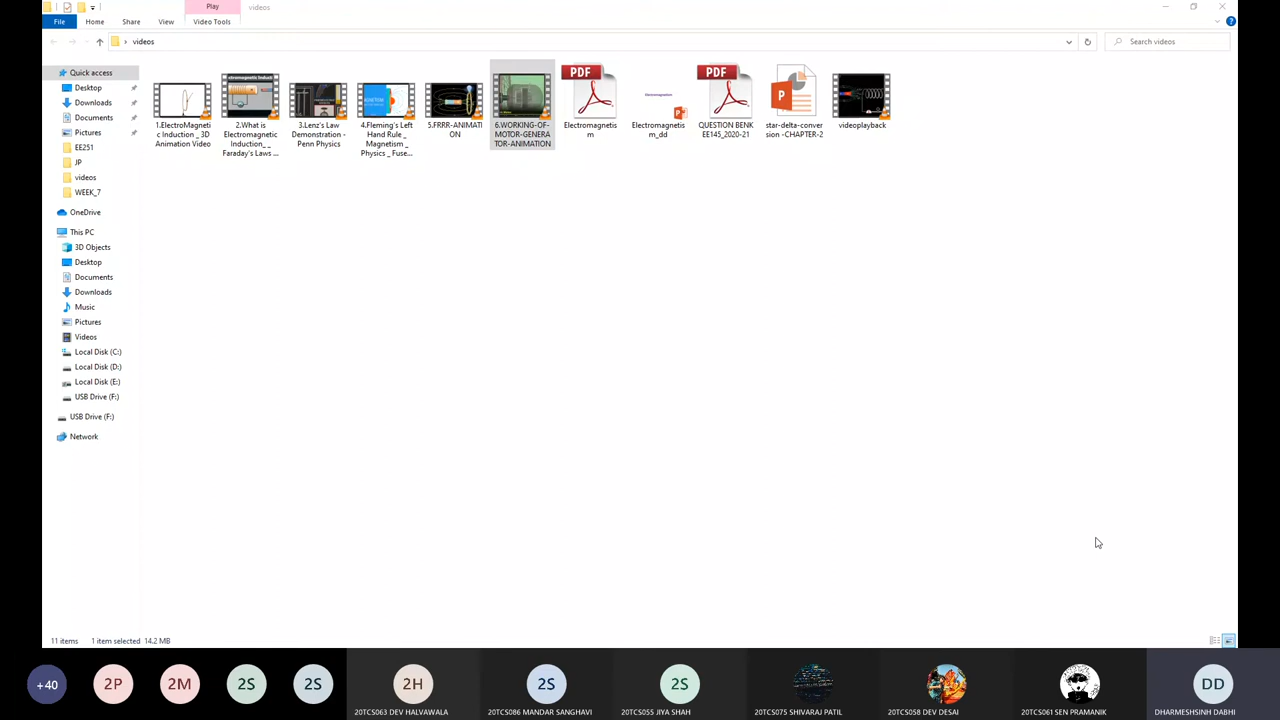 Play
videos
File
Home
Share
View
Video Tools
videos
Search videos
Quick access
Desktop
Downloads
Documents
Pictures
EE251
JP
videos
WEEK_7
OneDrive
This PC
3D Objects
Desktop
Documents
Downloads
Music
Pictures
Videos
Local Disk (C:)
Local Disk (D:)
Local Disk (E:)
USB Drive (F:)
USB Drive (F:)
Network
1.ElectroMagneti
c Induction _ 3D
Animation Video
2.What is
Electromagnetic
Induction_ _
Faraday's Laws ...
3.Lenz's Law
Demonstration -
Penn Physics
4.Fleming's Left
Hand Rule _
Magnetism _
Physics _ Fuse...
5.FRRR-ANIMATI
ON
6.WORKING-OF-
MOTOR-GENERA
TOR-ANIMATION
PDF
Electromagnetis
m
Electromagnetism
Electromagnetis
m_dd
PDF
QUESTION BENK
EE145_2020-21
P
star-delta-conver
sion -CHAPTER-2
videoplayback
11 items
1 item selected 14.2 MB
+40
2P
2M
2S
2S
2H
20TCS063 DEV HALVAWALA
2S
20TCS086 MANDAR SANGHAVI
2S
20TCS055 JIYA SHAH
20TCS075 SHIVARAJ PATIL
20TCS058 DEV DESAI
20TCS061 SEN PRAMANIK
DD
DHARMESHSINH DABHI